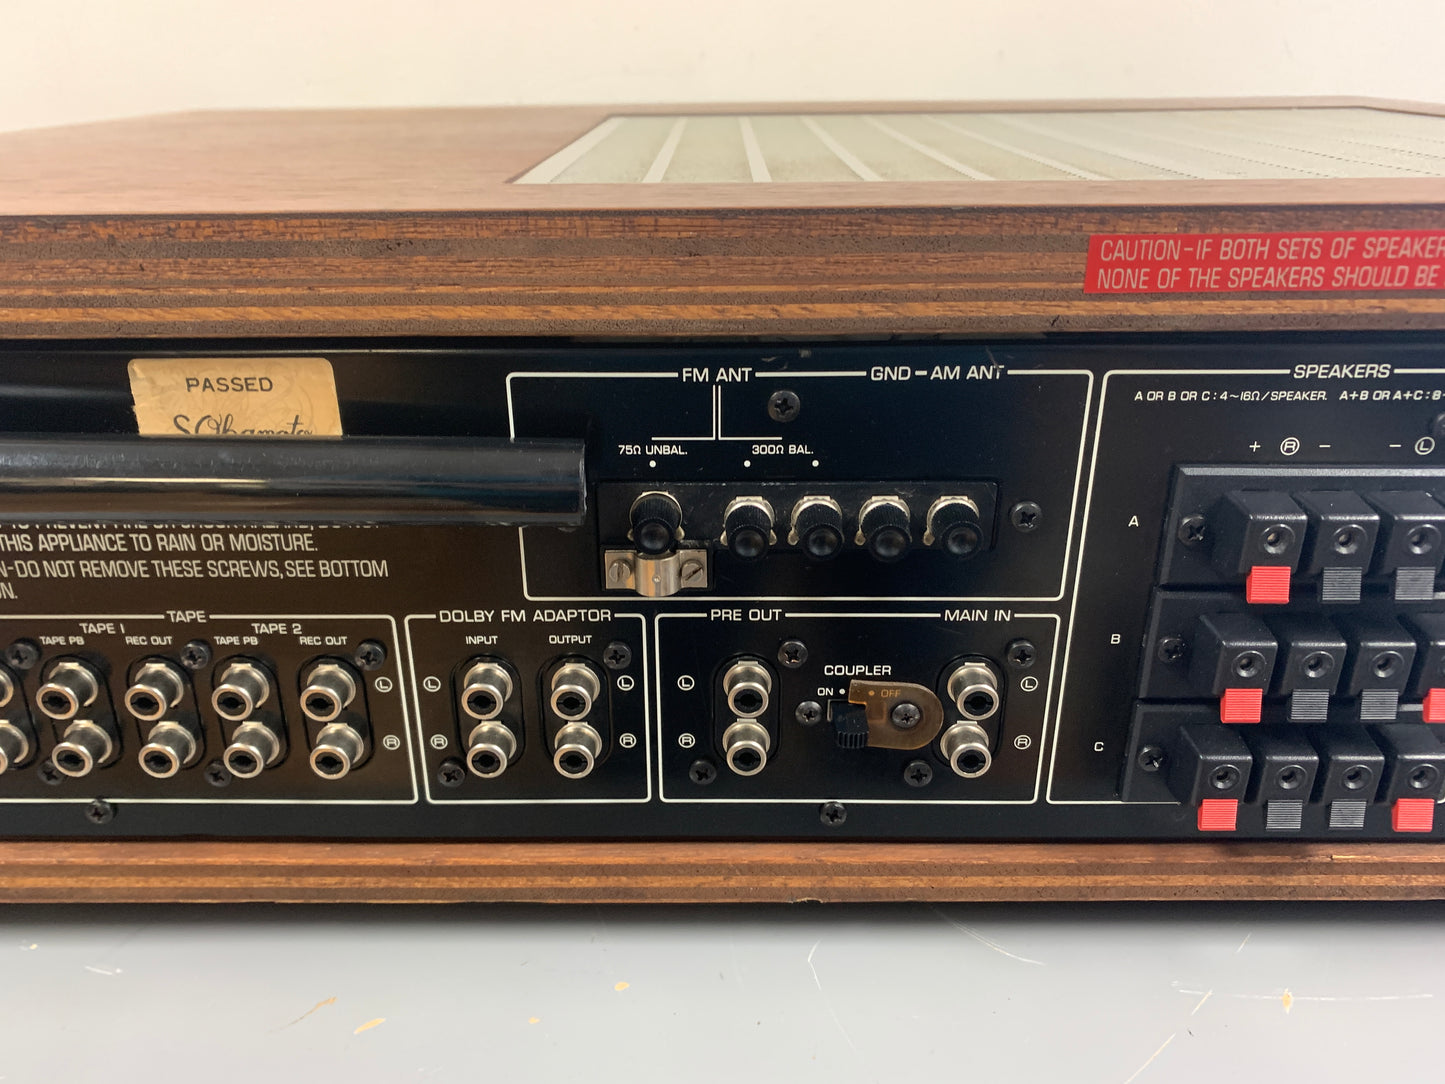 CAUTION-IF BOTH SETS OF SPEAKER
NONE OF THE SPEAKERS SHOULD BE
PASSED
FM ANT
GND - AM ANT
75Ω UNBAL.
300Ω BAL.
SPEAKERS
A OR B OR C : 4~16Ω/SPEAKER. A+B OR A+C : 8-
+ R - - L
A
B
C
THIS APPLIANCE TO RAIN OR MOISTURE.
N-DO NOT REMOVE THESE SCREWS, SEE BOTTOM
ON.
TAPE
TAPE 1
TAPE 2
TAPE PB
REC OUT
TAPE PB
REC OUT
L
R
DOLBY FM ADAPTOR
INPUT
OUTPUT
L
L
R
R
PRE OUT
MAIN IN
COUPLER
ON
OFF
L
L
R
R